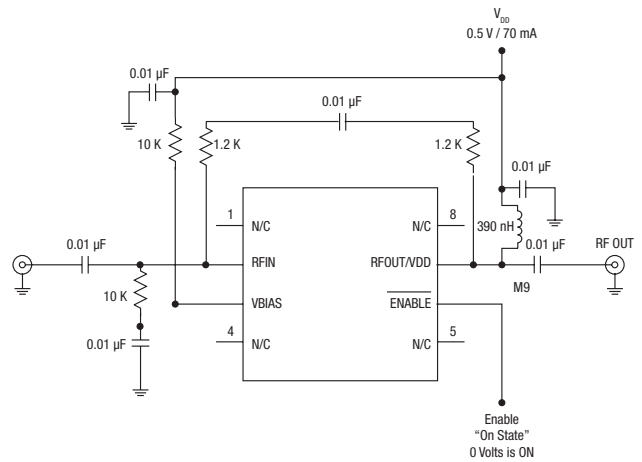 V_DD
0.5 V / 70 mA
0.01 µF
0.01 µF
10 K
1.2 K
1.2 K
0.01 µF
1
N/C
N/C
8
390 nH
0.01 µF
RFIN
RFOUT/VDD
0.01 µF
RF OUT
M9
10 K
VBIAS
ENABLE
0.01 µF
4
N/C
N/C
5
Enable
"On State"
0 Volts is ON